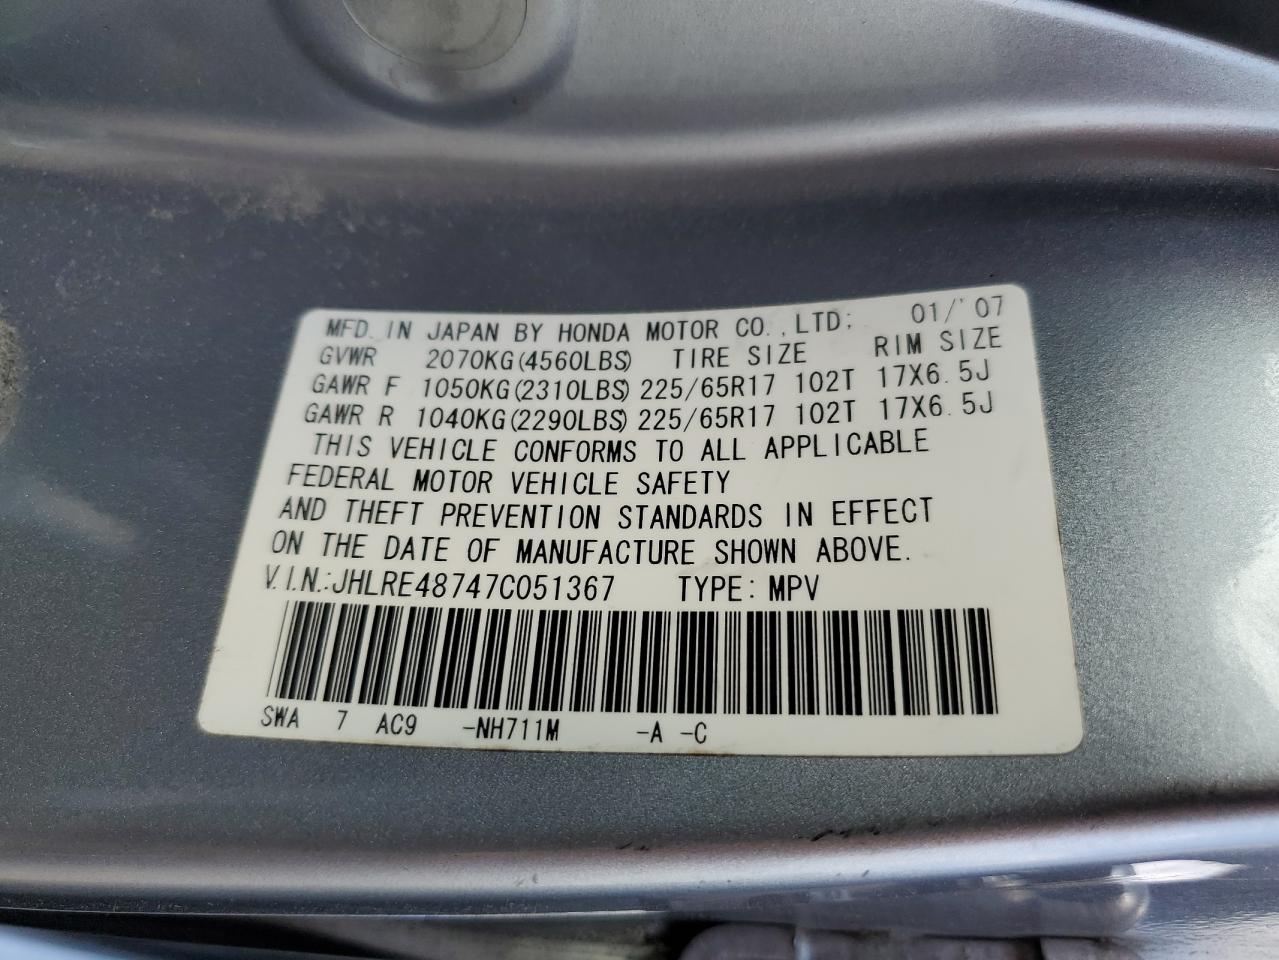 MFD. IN JAPAN BY HONDA MOTOR CO.,LTD; 01/'07
GVWR 2070KG(4560LBS) TIRE SIZE RIM SIZE
GAWR F 1050KG(2310LBS) 225/65R17 102T 17X6.5J
GAWR R 1040KG(2290LBS) 225/65R17 102T 17X6.5J
THIS VEHICLE CONFORMS TO ALL APPLICABLE
FEDERAL MOTOR VEHICLE SAFETY
AND THEFT PREVENTION STANDARDS IN EFFECT
ON THE DATE OF MANUFACTURE SHOWN ABOVE.
V.I.N.:JHLRE48747C051367 TYPE:MPV
SWA 7 AC9 -NH711M -A -C